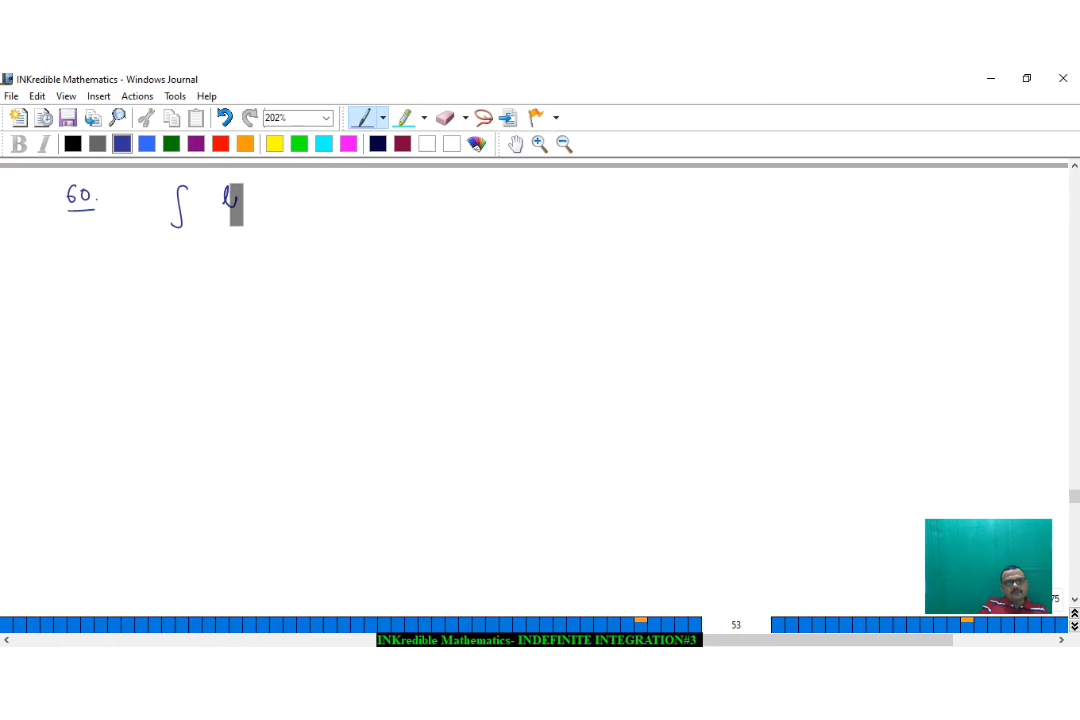 INKredible Mathematics - Windows Journal
File Edit View Insert Actions Tools Help
202%
B I
60. ∫
75
53
INKredible Mathematics- INDEFINITE INTEGRATION#3